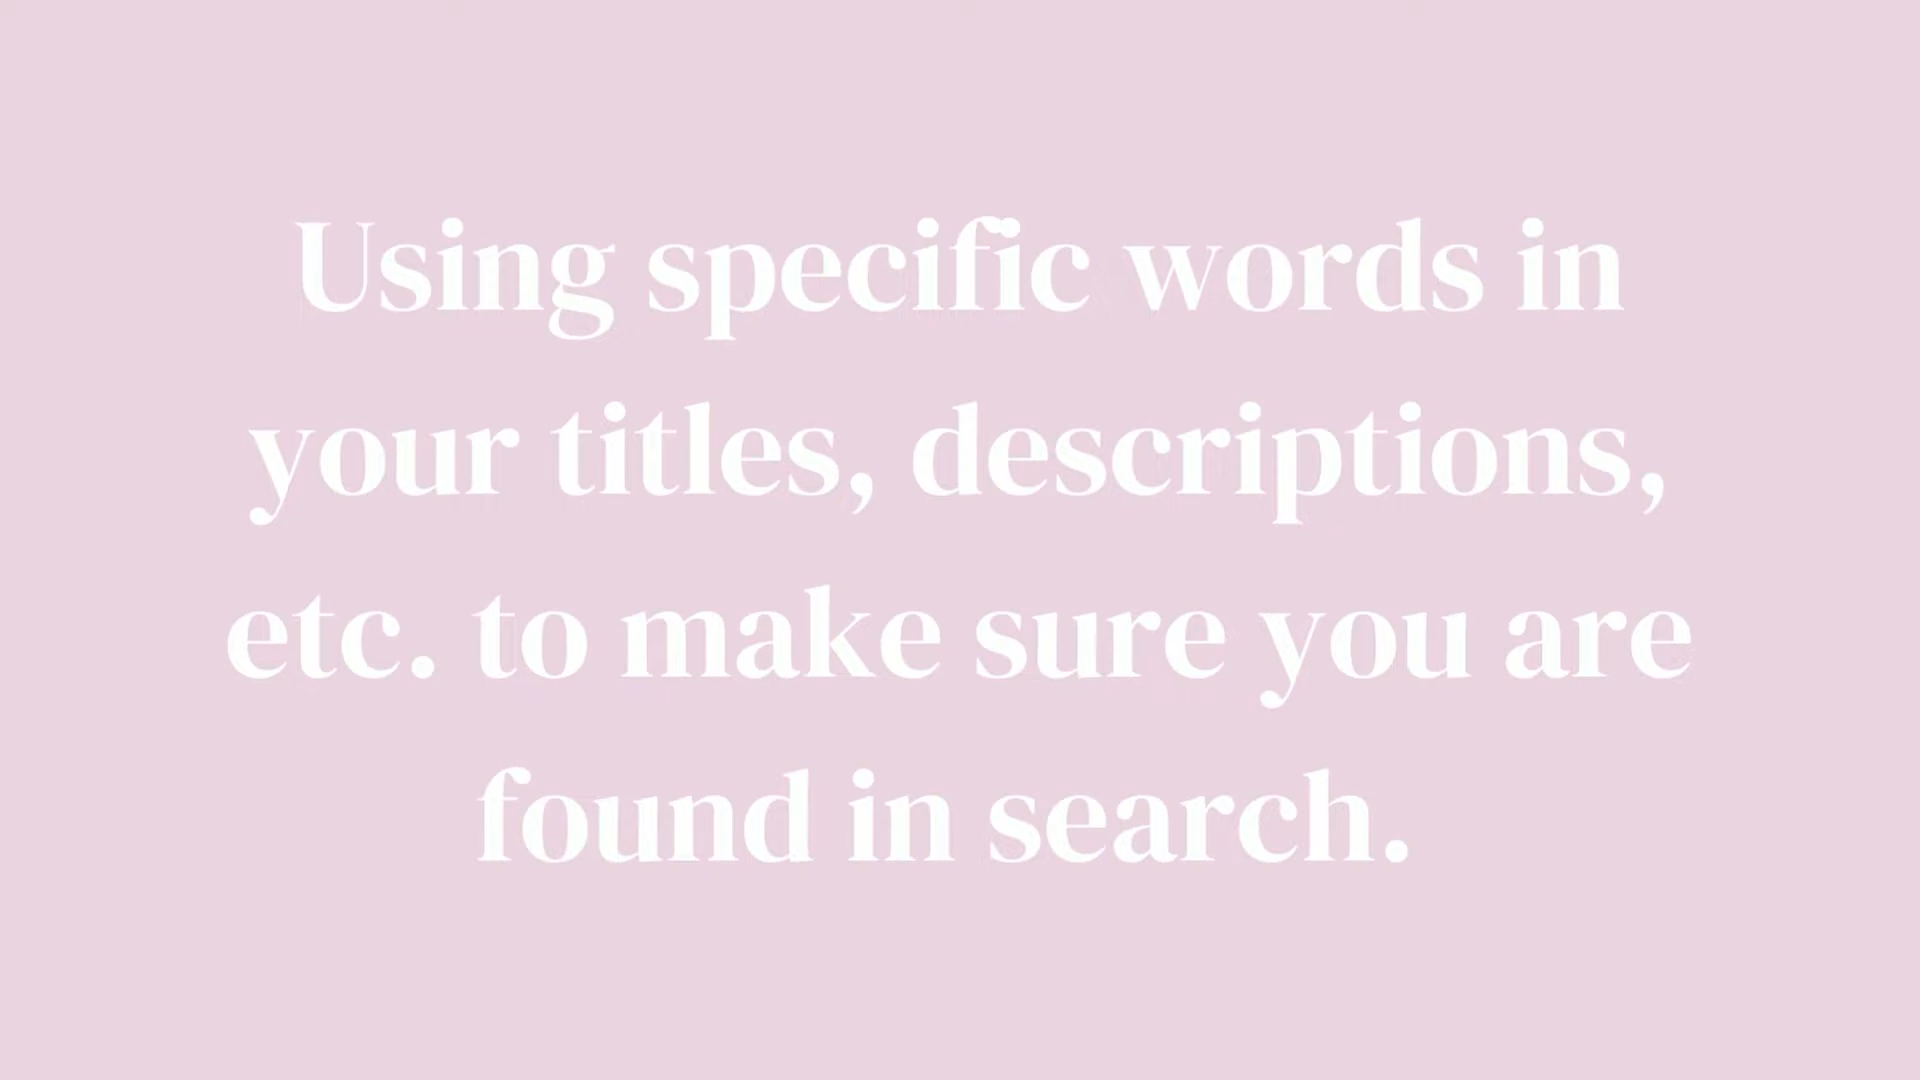 Using specific words in
your titles, descriptions,
etc. to make sure you are
found in search.